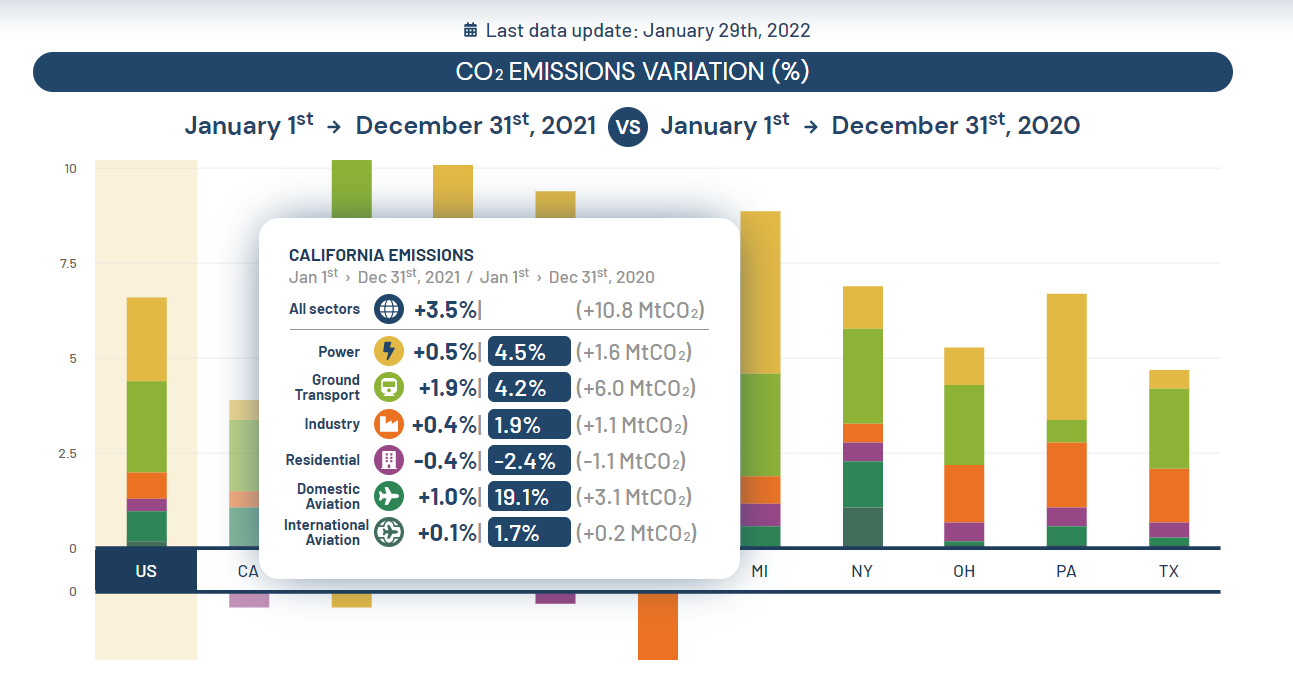 Last data update: January 29th, 2022
CO₂ EMISSIONS VARIATION (%)
January 1st → December 31st, 2021 VS January 1st → December 31st, 2020
10
7.5
5
2.5
0
CALIFORNIA EMISSIONS
Jan 1st › Dec 31st, 2021 / Jan 1st › Dec 31st, 2020
All sectors +3.5%| (+10.8 MtCO₂)
Power +0.5%| 4.5% (+1.6 MtCO₂)
Ground
Transport +1.9%| 4.2% (+6.0 MtCO₂)
Industry +0.4%| 1.9% (+1.1 MtCO₂)
Residential -0.4%| -2.4% (-1.1 MtCO₂)
Domestic
Aviation +1.0%| 19.1% (+3.1 MtCO₂)
International
Aviation +0.1%| 1.7% (+0.2 MtCO₂)
US CA MI NY OH PA TX
0